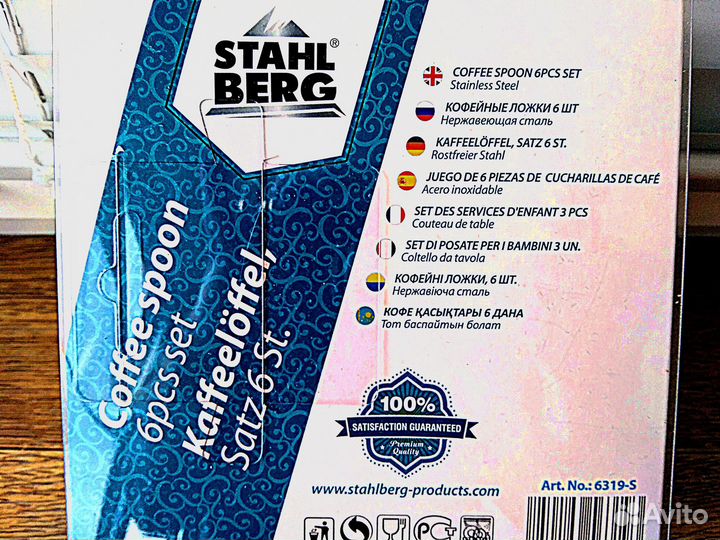 STAHL®
BERG
COFFEE SPOON 6PCS SET
Stainless Steel
КОФЕЙНЫЕ ЛОЖКИ 6 ШТ
Нержавеющая сталь
KAFFEELÖFFEL, SATZ 6 ST.
Rostfreier Stahl
JUEGO DE 6 PIEZAS DE CUCHARILLAS DE CAFÉ
Acero inoxidable
SET DES SERVICES D'ENFANT 3 PCS
Couteau de table
SET DI POSATE PER I BAMBINI 3 UN.
Coltello da tavola
КОФЕЙНІ ЛОЖКИ, 6 ШТ.
Нержавіюча сталь
КОФЕ ҚАСЫҚТАРЫ 6 ДАНА
Тот баспайтын болат
Coffee spoon
6pcs set
Kaffeelöffel,
Satz 6 St.
100%
SATISFACTION GUARANTEED
Premium
Quality
www.stahlberg-products.com
Art. No.: 6319-S
Avito